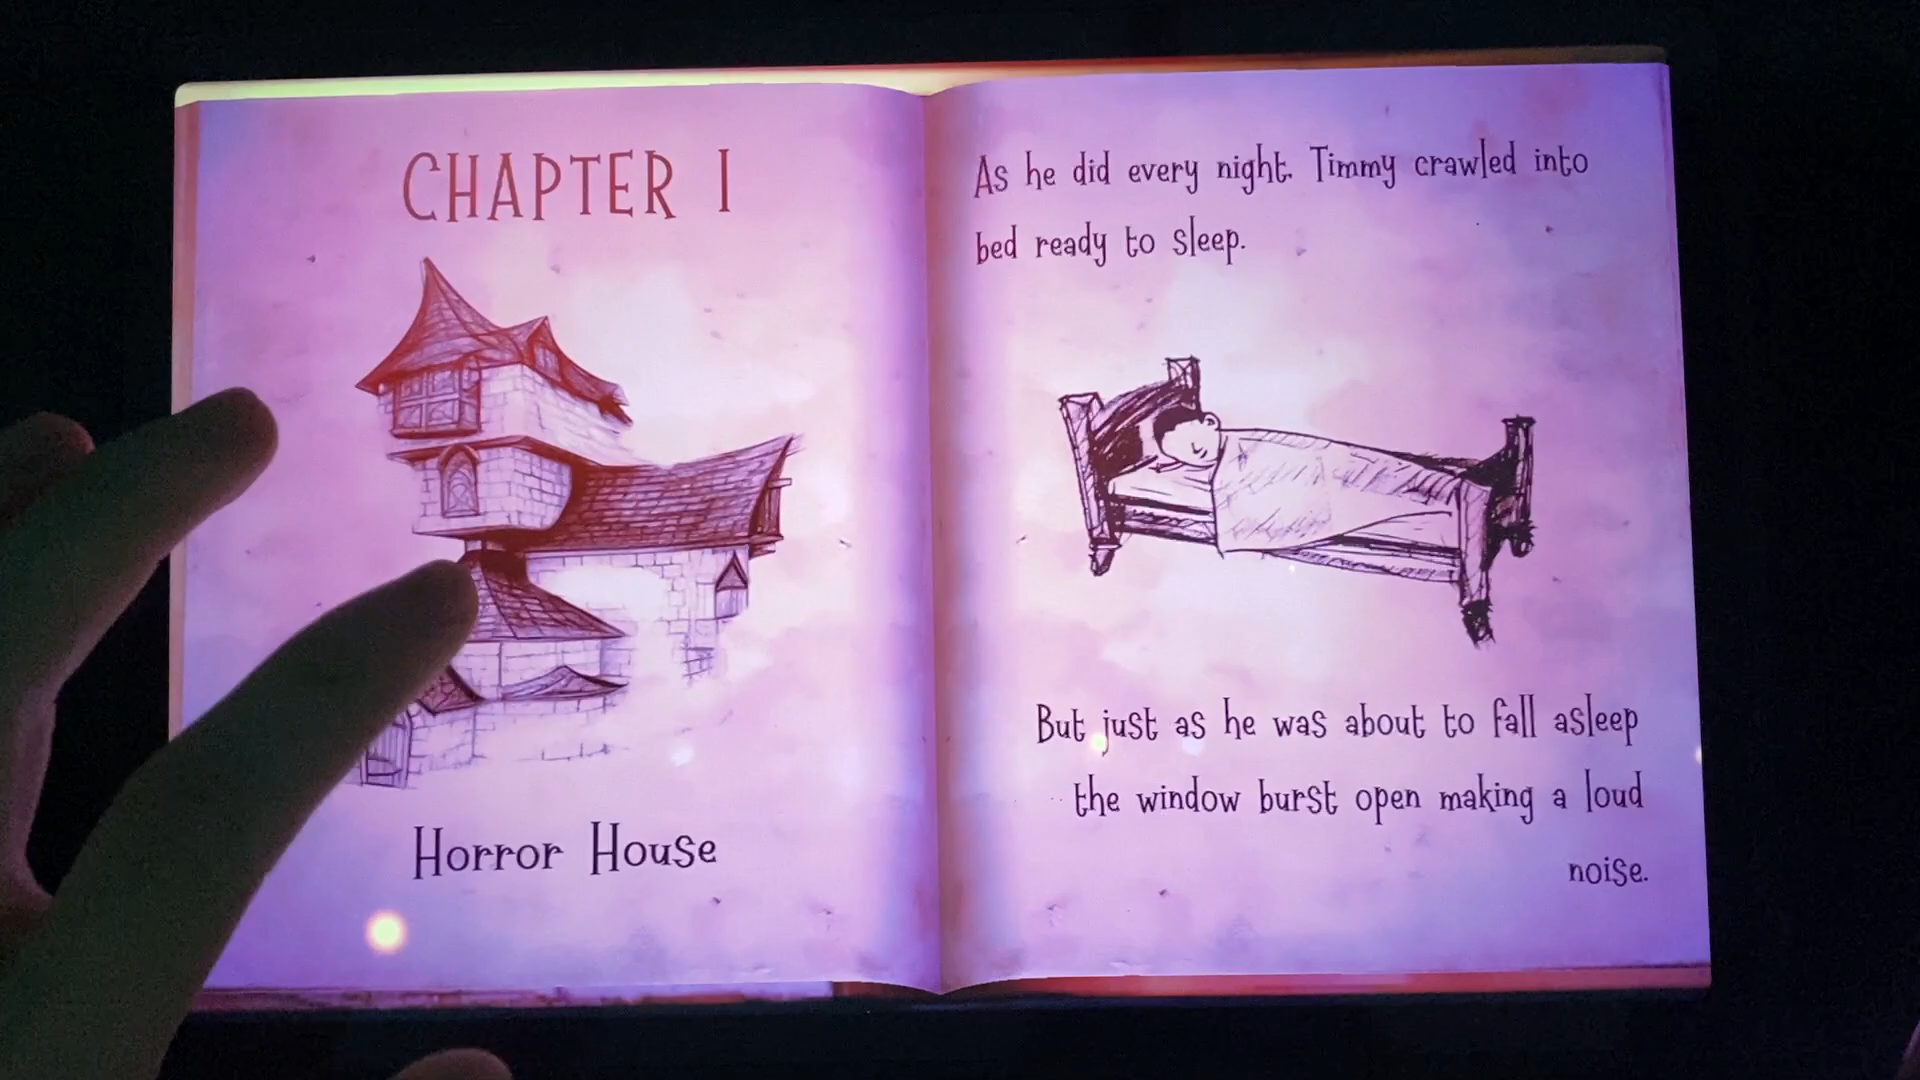 CHAPTER I
Horror House
As he did every night. Timmy crawled into
bed ready to sleep.
But just as he was about to fall asleep
the window burst open making a loud
noise.